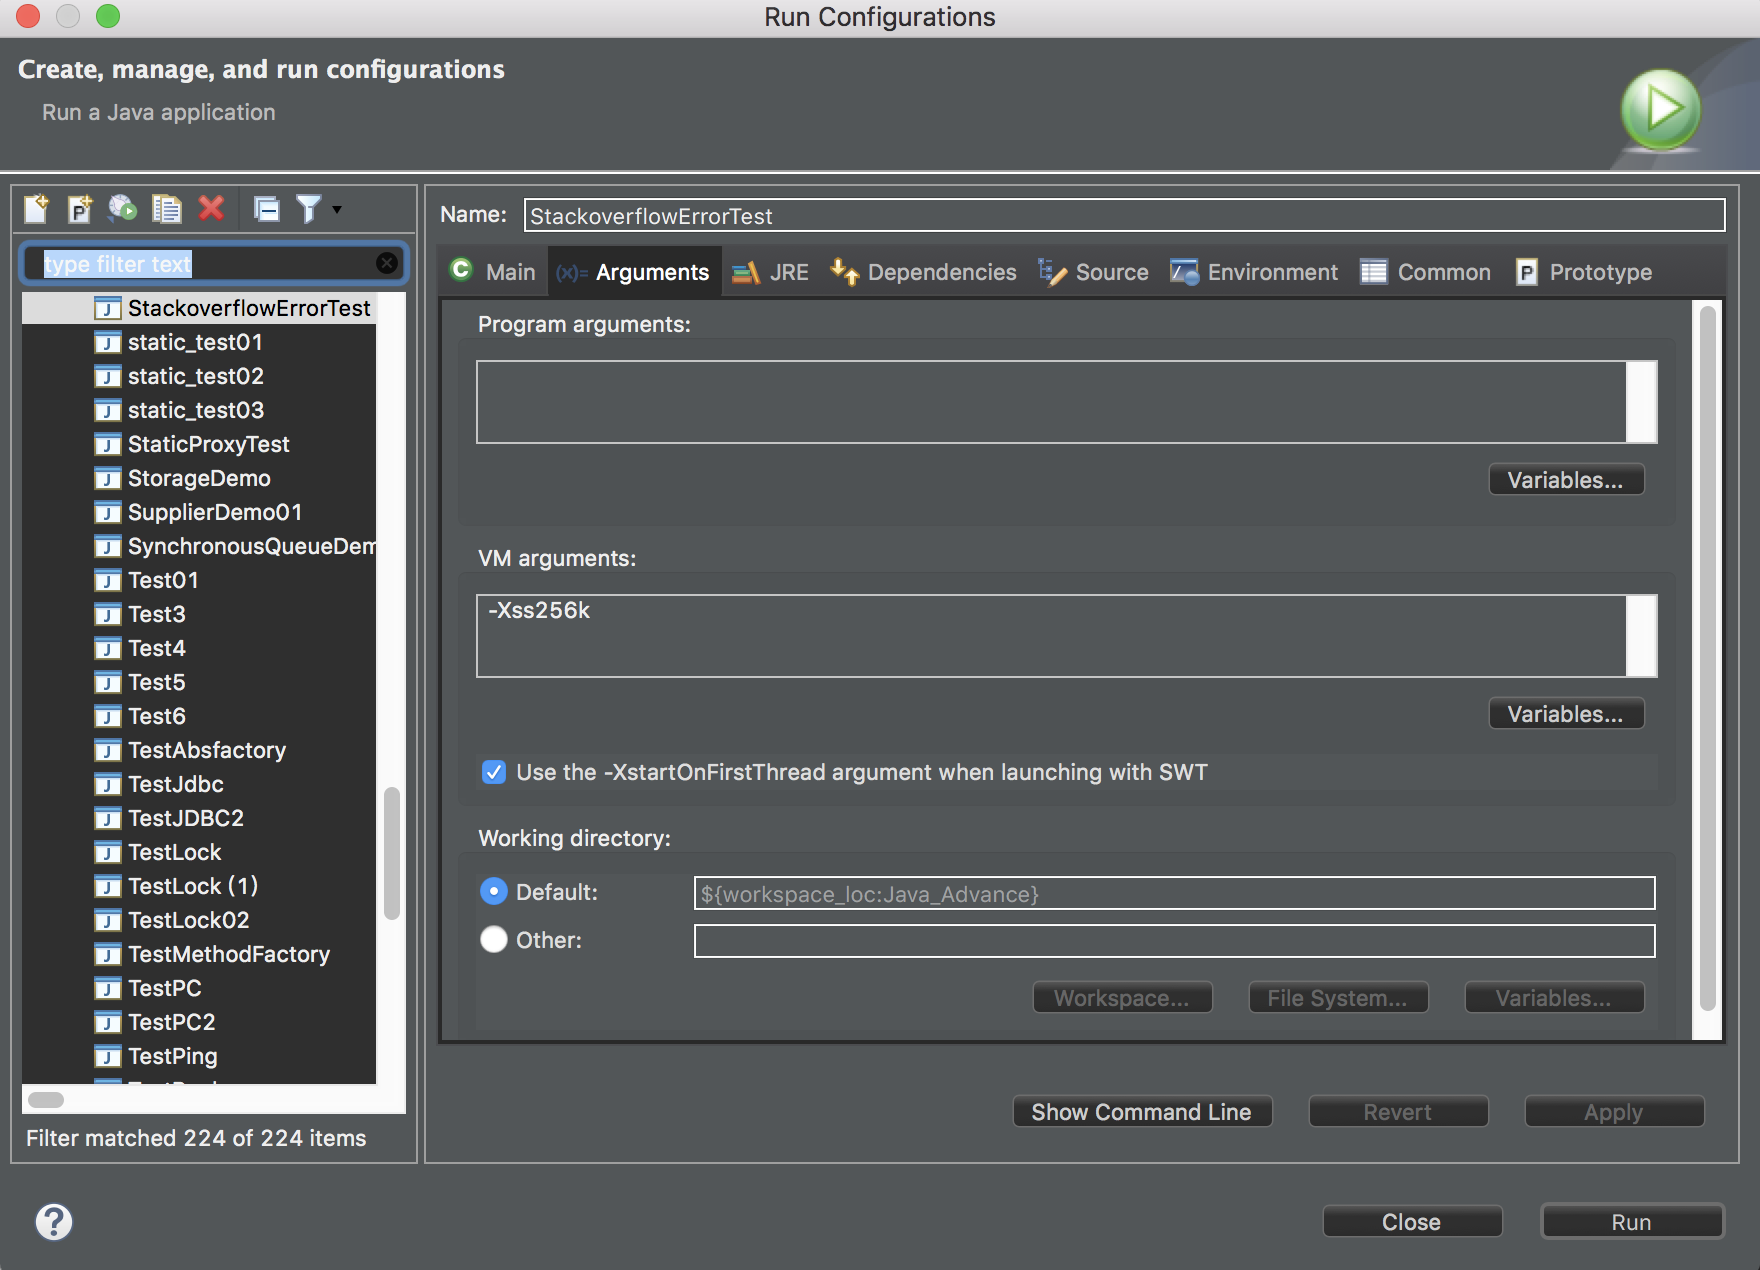 Run Configurations
Create, manage, and run configurations
Run a Java application
type filter text
StackoverflowErrorTest
static_test01
static_test02
static_test03
StaticProxyTest
StorageDemo
SupplierDemo01
SynchronousQueueDem
Test01
Test3
Test4
Test5
Test6
TestAbsfactory
TestJdbc
TestJDBC2
TestLock
TestLock (1)
TestLock02
TestMethodFactory
TestPC
TestPC2
TestPing
Filter matched 224 of 224 items
Name: StackoverflowErrorTest
Main (x)= Arguments JRE Dependencies Source Environment Common Prototype
Program arguments:
Variables...
VM arguments:
-Xss256k
Variables...
Use the -XstartOnFirstThread argument when launching with SWT
Working directory:
Default: ${workspace_loc:Java_Advance}
Other:
Workspace... File System... Variables...
Show Command Line Revert Apply
Close Run